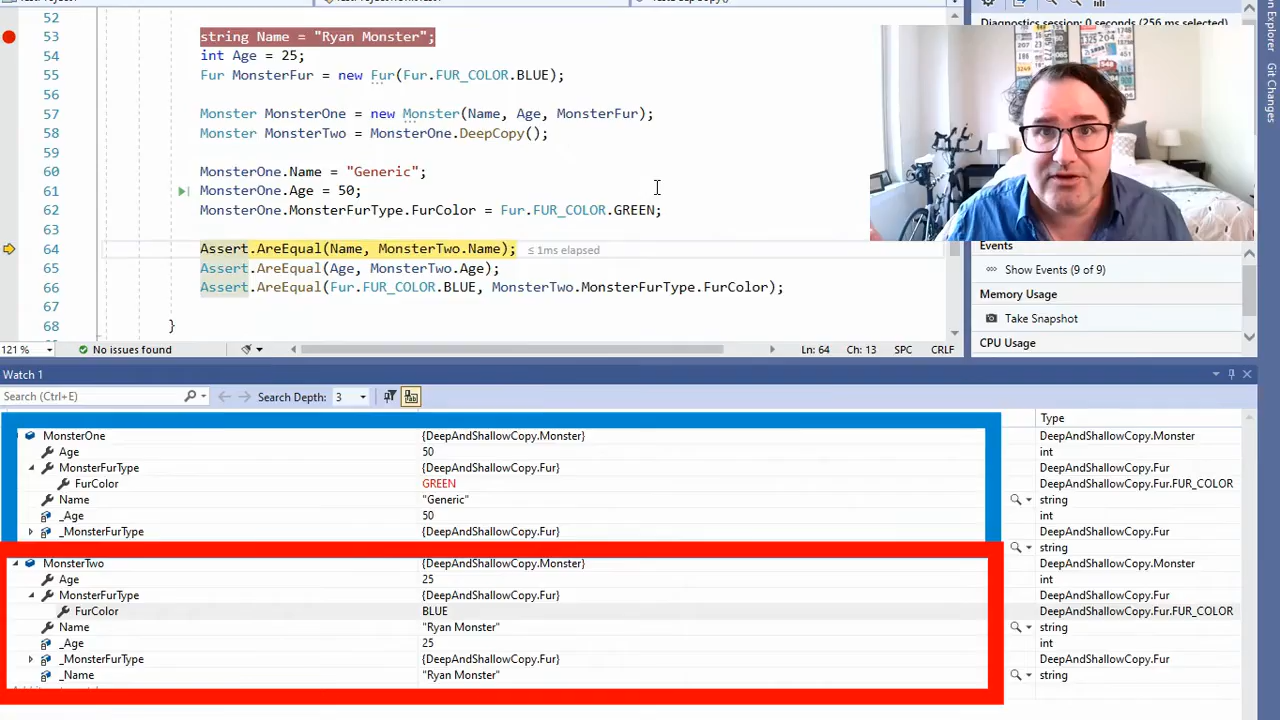 52
Diagnostics session: 0 seconds (256 ms selected)
53 string Name = "Ryan Monster";
54 int Age = 25;
55 Fur MonsterFur = new Fur(Fur.FUR_COLOR.BLUE);
56
57 Monster MonsterOne = new Monster(Name, Age, MonsterFur);
58 Monster MonsterTwo = MonsterOne.DeepCopy();
59
60 MonsterOne.Name = "Generic";
61 MonsterOne.Age = 50;
62 MonsterOne.MonsterFurType.FurColor = Fur.FUR_COLOR.GREEN;
63
64 Assert.AreEqual(Name, MonsterTwo.Name); ≤ 1ms elapsed
65 Assert.AreEqual(Age, MonsterTwo.Age);
66 Assert.AreEqual(Fur.FUR_COLOR.BLUE, MonsterTwo.MonsterFurType.FurColor);
67
68 }
Events
Show Events (9 of 9)
Memory Usage
Take Snapshot
CPU Usage
Git Changes
121 % No issues found Ln: 64 Ch: 13 SPC CRLF
Watch 1
Search (Ctrl+E) Search Depth: 3
Type
MonsterOne {DeepAndShallowCopy.Monster} DeepAndShallowCopy.Monster
Age 50 int
MonsterFurType {DeepAndShallowCopy.Fur} DeepAndShallowCopy.Fur
FurColor GREEN DeepAndShallowCopy.Fur.FUR_COLOR
Name "Generic" string
_Age 50 int
_MonsterFurType {DeepAndShallowCopy.Fur} DeepAndShallowCopy.Fur
string
MonsterTwo {DeepAndShallowCopy.Monster} DeepAndShallowCopy.Monster
Age 25 int
MonsterFurType {DeepAndShallowCopy.Fur} DeepAndShallowCopy.Fur
FurColor BLUE DeepAndShallowCopy.Fur.FUR_COLOR
Name "Ryan Monster" string
_Age 25 int
_MonsterFurType {DeepAndShallowCopy.Fur} DeepAndShallowCopy.Fur
_Name "Ryan Monster" string